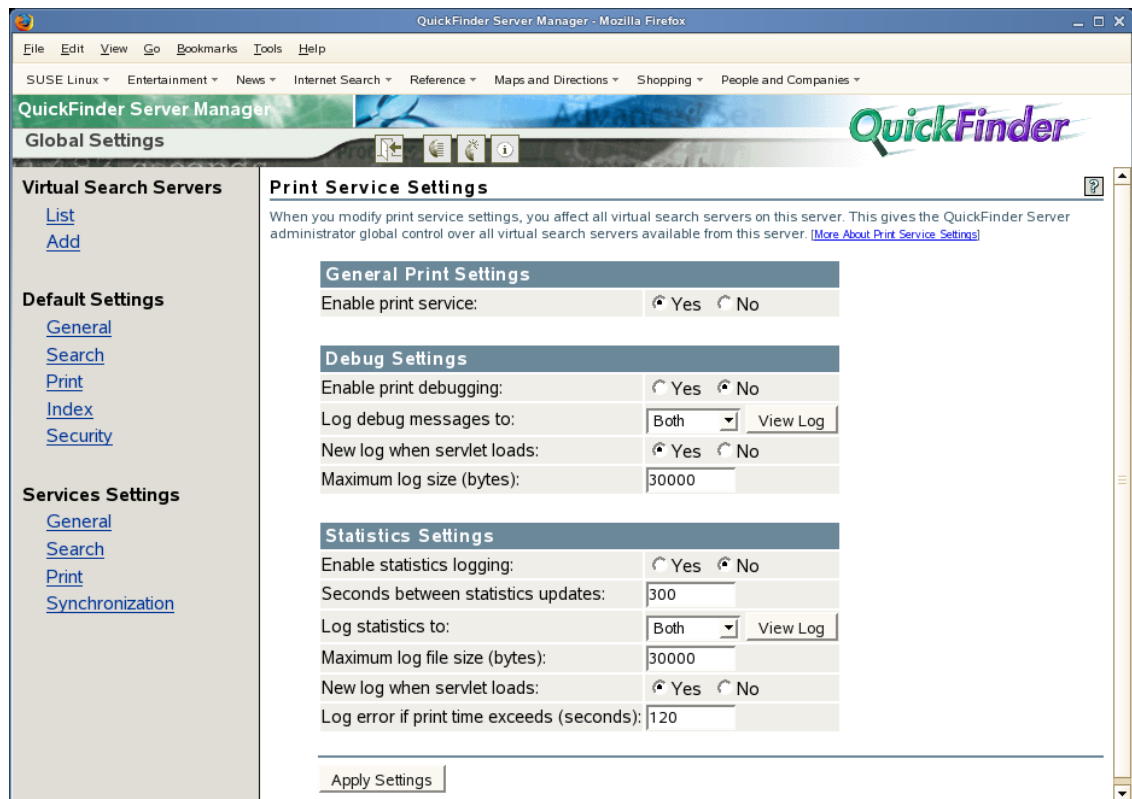 QuickFinder Server Manager - Mozilla Firefox
File Edit View Go Bookmarks Tools Help
SUSE Linux Entertainment News Internet Search Reference Maps and Directions Shopping People and Companies
QuickFinder Server Manager
Global Settings
QuickFinder
Virtual Search Servers
List
Add
Default Settings
General
Search
Print
Index
Security
Services Settings
General
Search
Print
Synchronization
Print Service Settings
When you modify print service settings, you affect all virtual search servers on this server. This gives the QuickFinder Server
administrator global control over all virtual search servers available from this server. [More About Print Service Settings]
General Print Settings
Enable print service: Yes No
Debug Settings
Enable print debugging: Yes No
Log debug messages to: Both View Log
New log when servlet loads: Yes No
Maximum log size (bytes): 30000
Statistics Settings
Enable statistics logging: Yes No
Seconds between statistics updates: 300
Log statistics to: Both View Log
Maximum log file size (bytes): 30000
New log when servlet loads: Yes No
Log error if print time exceeds (seconds): 120
Apply Settings